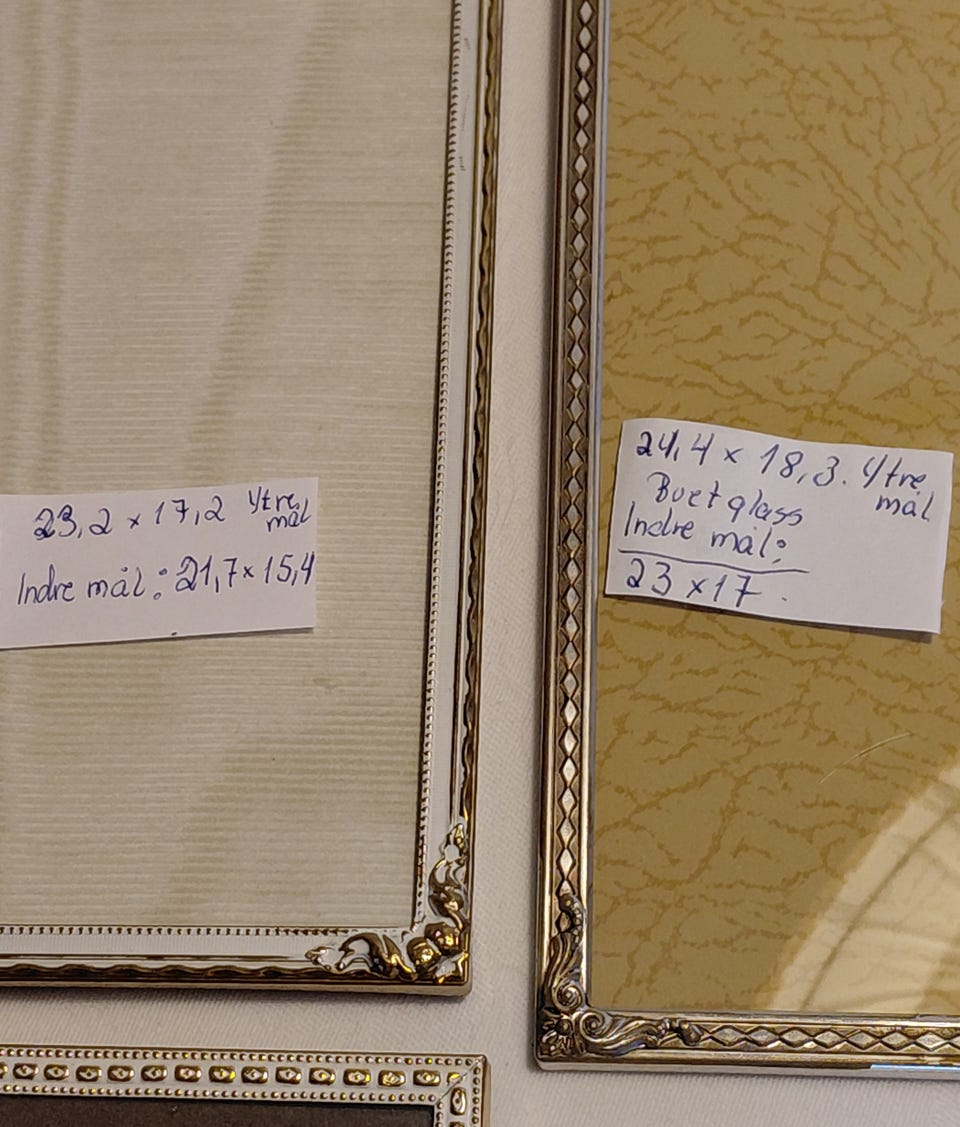 23,2 x 17,2 Ytre
mål
Indre mål: 21,7 x 15,4
24,4 x 18,3. Ytre
mål
Buet glass
Indre mål:
23 x 17.